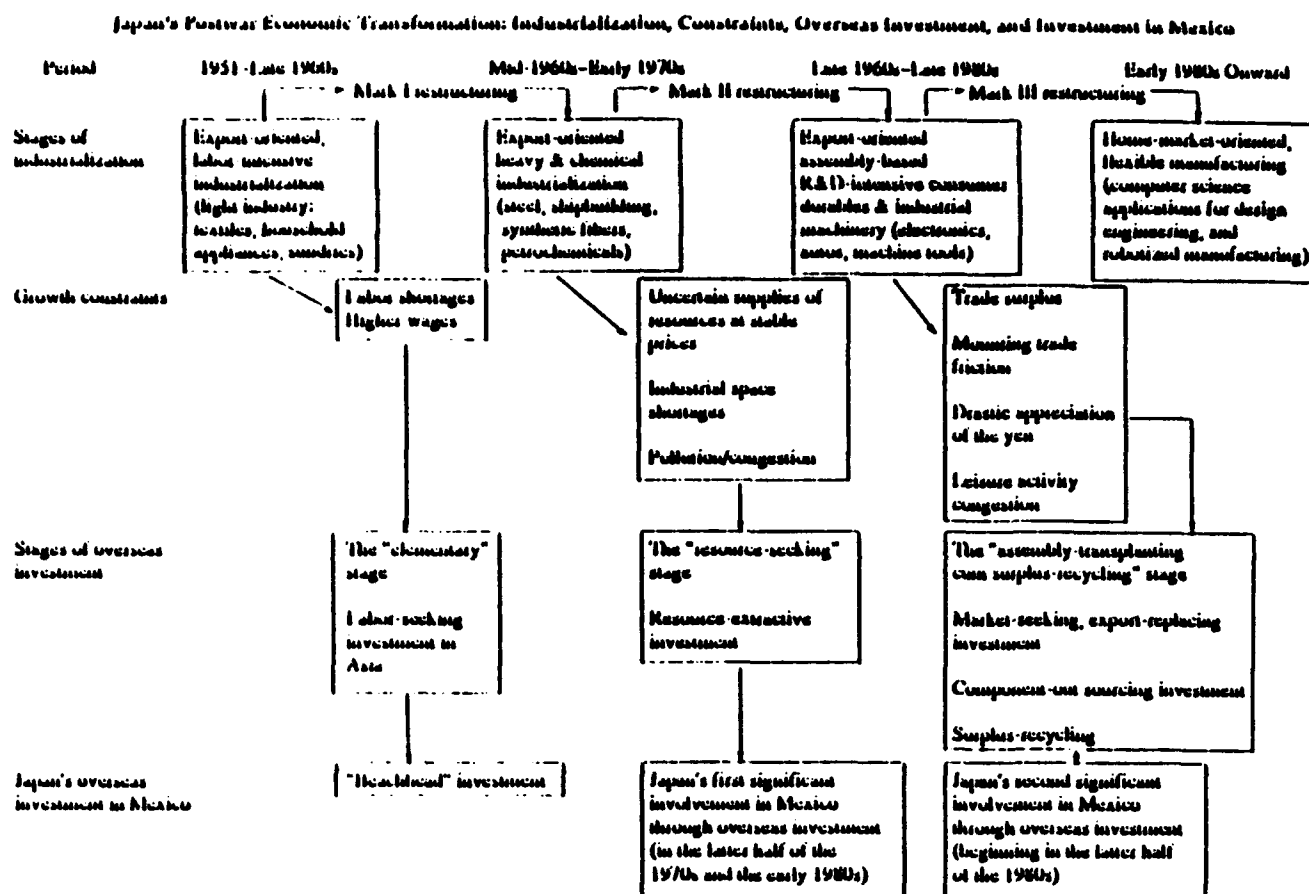 Japan's Postwar Economic Transformation: Industrialization, Constraints, Overseas Investment, and Investment in Mexico
Period
1951-Late 1960s
Mid-1960s–Early 1970s
Late 1960s–Late 1980s
Early 1980s Onward
Mark I restructuring
Mark II restructuring
Mark III restructuring
Stages of
industrialization
Export-oriented,
labor-intensive
industrialization
(light industry:
textiles, household
appliances, sundries)
Export-oriented
heavy & chemical
industrialization
(steel, shipbuilding,
synthetic fibers,
petrochemicals)
Export-oriented
assembly-based
R&D-intensive consumer
durables & industrial
machinery (electronics,
autos, machine tools)
Home-market-oriented,
flexible manufacturing
(computer science
applications for design
engineering, and
robotized manufacturing)
Growth constraints
Labor shortages
Higher wages
Uncertain supplies of
resources at stable
prices
Industrial space
shortages
Pollution/congestion
Trade surplus
Mounting trade
friction
Drastic appreciation
of the yen
Leisure activity
congestion
Stages of overseas
investment
The "elementary"
stage
Labor-seeking
investment in
Asia
The "resource-seeking"
stage
Resource-extractive
investment
The "assembly-transplanting
cum surplus-recycling" stage
Market-seeking, export-replacing
investment
Component-out sourcing investment
Surplus-recycling
Japan's overseas
investment in Mexico
"Beachhead" investment
Japan's first significant
involvement in Mexico
through overseas investment
(in the latter half of the
1970s and the early 1980s)
Japan's second significant
involvement in Mexico
through overseas investment
(beginning in the latter half
of the 1980s)